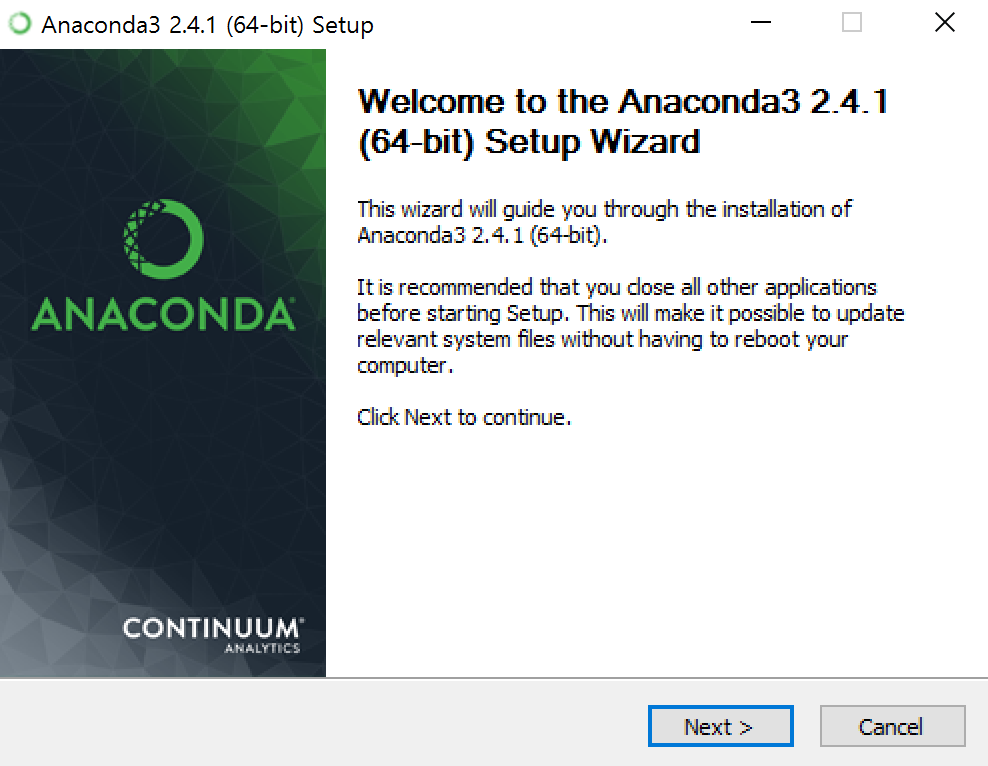 Anaconda3 2.4.1 (64-bit) Setup
ANACONDA®
CONTINUUM®
ANALYTICS
Welcome to the Anaconda3 2.4.1
(64-bit) Setup Wizard
This wizard will guide you through the installation of
Anaconda3 2.4.1 (64-bit).
It is recommended that you close all other applications
before starting Setup. This will make it possible to update
relevant system files without having to reboot your
computer.
Click Next to continue.
Next >
Cancel